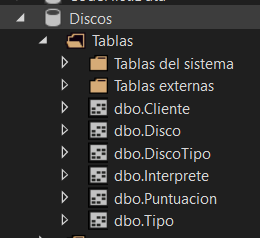 Discos
Tablas
Tablas del sistema
Tablas externas
dbo.Cliente
dbo.Disco
dbo.DiscoTipo
dbo.Interprete
dbo.Puntuacion
dbo.Tipo